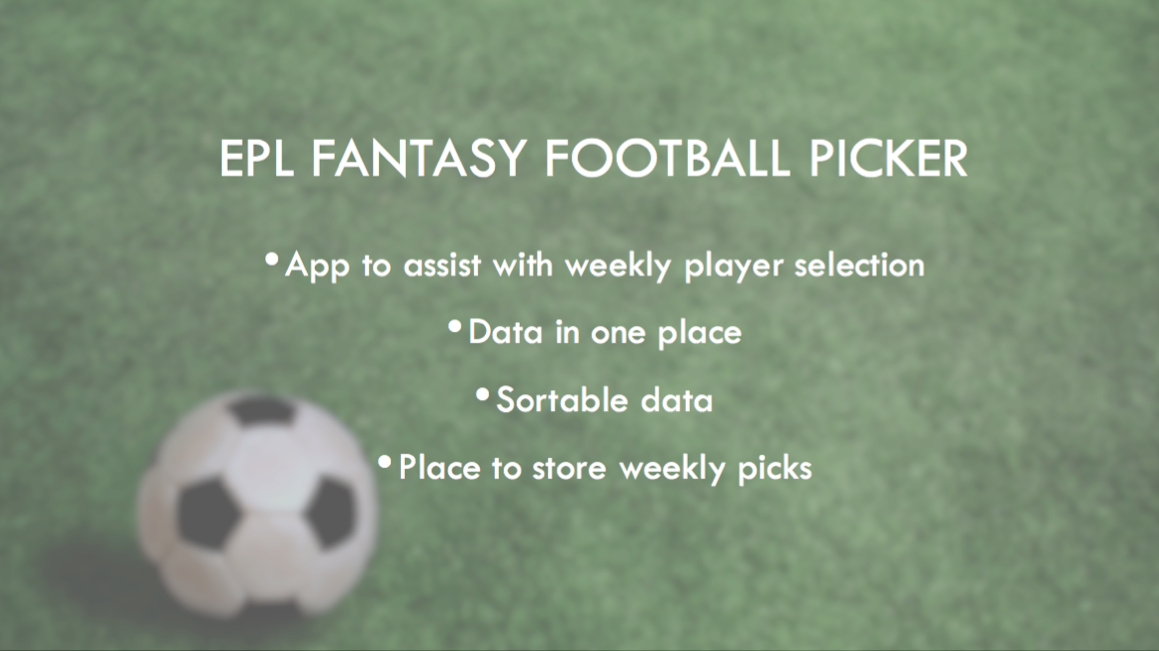 EPL FANTASY FOOTBALL PICKER
•App to assist with weekly player selection
•Data in one place
•Sortable data
•Place to store weekly picks